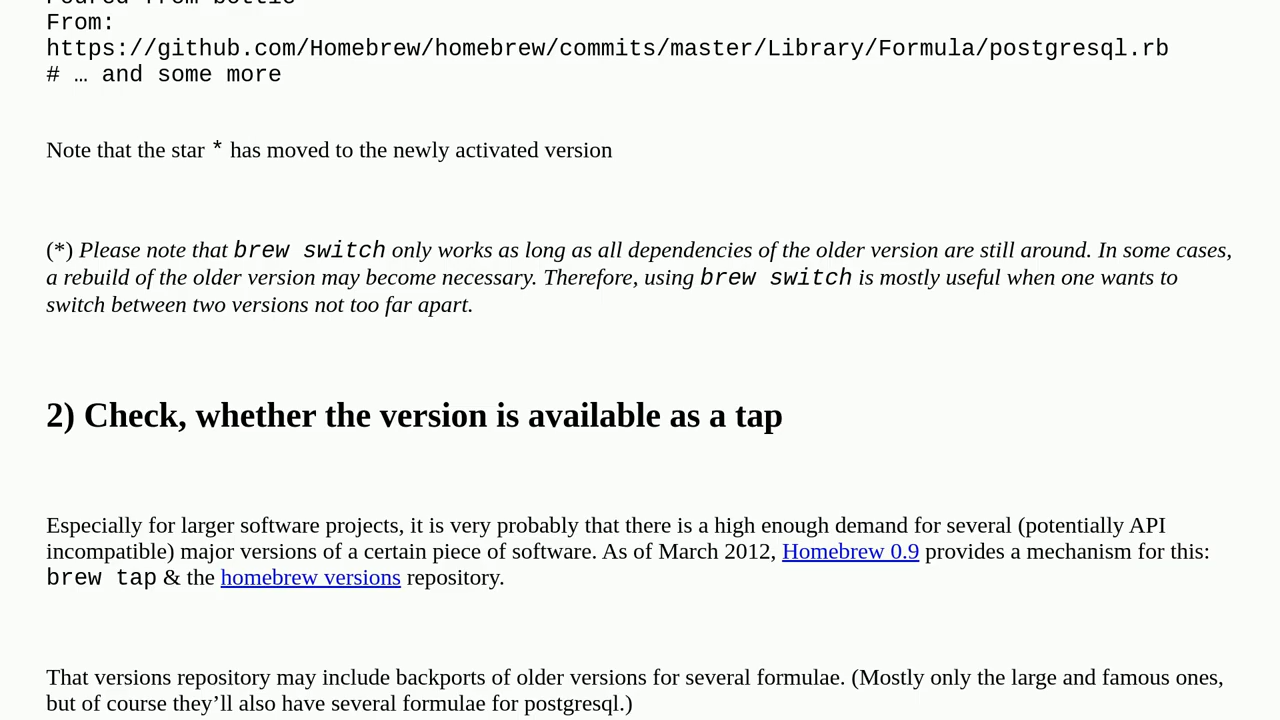 Poured from bottle
From:
https://github.com/Homebrew/homebrew/commits/master/Library/Formula/postgresql.rb
# … and some more
Note that the star * has moved to the newly activated version
(*) Please note that brew switch only works as long as all dependencies of the older version are still around. In some cases,
a rebuild of the older version may become necessary. Therefore, using brew switch is mostly useful when one wants to
switch between two versions not too far apart.
2) Check, whether the version is available as a tap
Especially for larger software projects, it is very probably that there is a high enough demand for several (potentially API
incompatible) major versions of a certain piece of software. As of March 2012, Homebrew 0.9 provides a mechanism for this:
brew tap & the homebrew versions repository.
That versions repository may include backports of older versions for several formulae. (Mostly only the large and famous ones,
but of course they’ll also have several formulae for postgresql.)